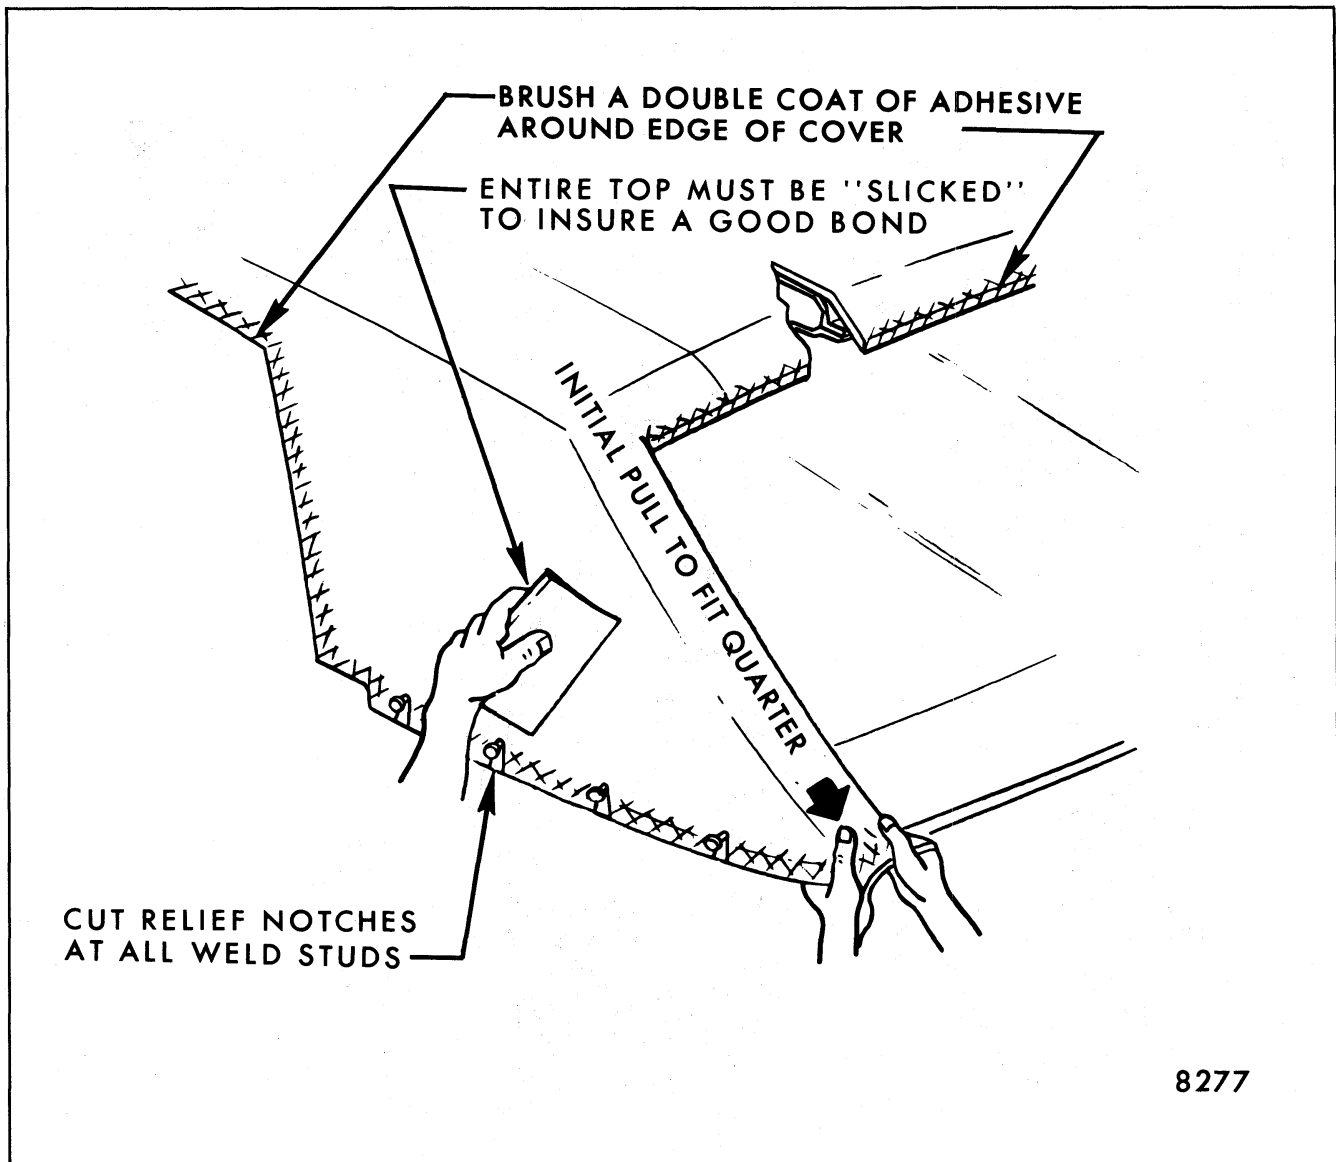 BRUSH A DOUBLE COAT OF ADHESIVE
AROUND EDGE OF COVER
ENTIRE TOP MUST BE "SLICKED"
TO INSURE A GOOD BOND
INITIAL PULL TO FIT QUARTER
CUT RELIEF NOTCHES
AT ALL WELD STUDS
8277